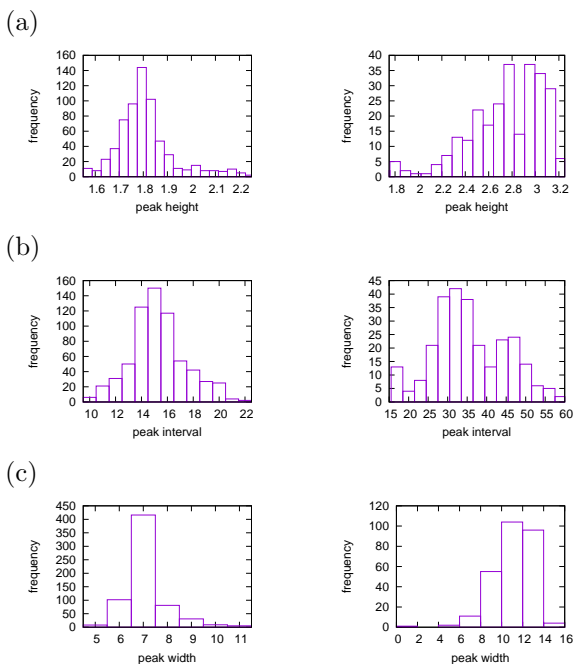 (a)
160
140
120
100
80
60
40
20
0
1.6 1.7 1.8 1.9 2 2.1 2.2
frequency
peak height
40
35
30
25
20
15
10
5
0
1.8 2 2.2 2.4 2.6 2.8 3 3.2
frequency
peak height
(b)
160
140
120
100
80
60
40
20
0
10 12 14 16 18 20 22
frequency
peak interval
45
40
35
30
25
20
15
10
5
0
15 20 25 30 35 40 45 50 55 60
frequency
peak interval
(c)
450
400
350
300
250
200
150
100
50
0
5 6 7 8 9 10 11
frequency
peak width
120
100
80
60
40
20
0
0 2 4 6 8 10 12 14 16
frequency
peak width